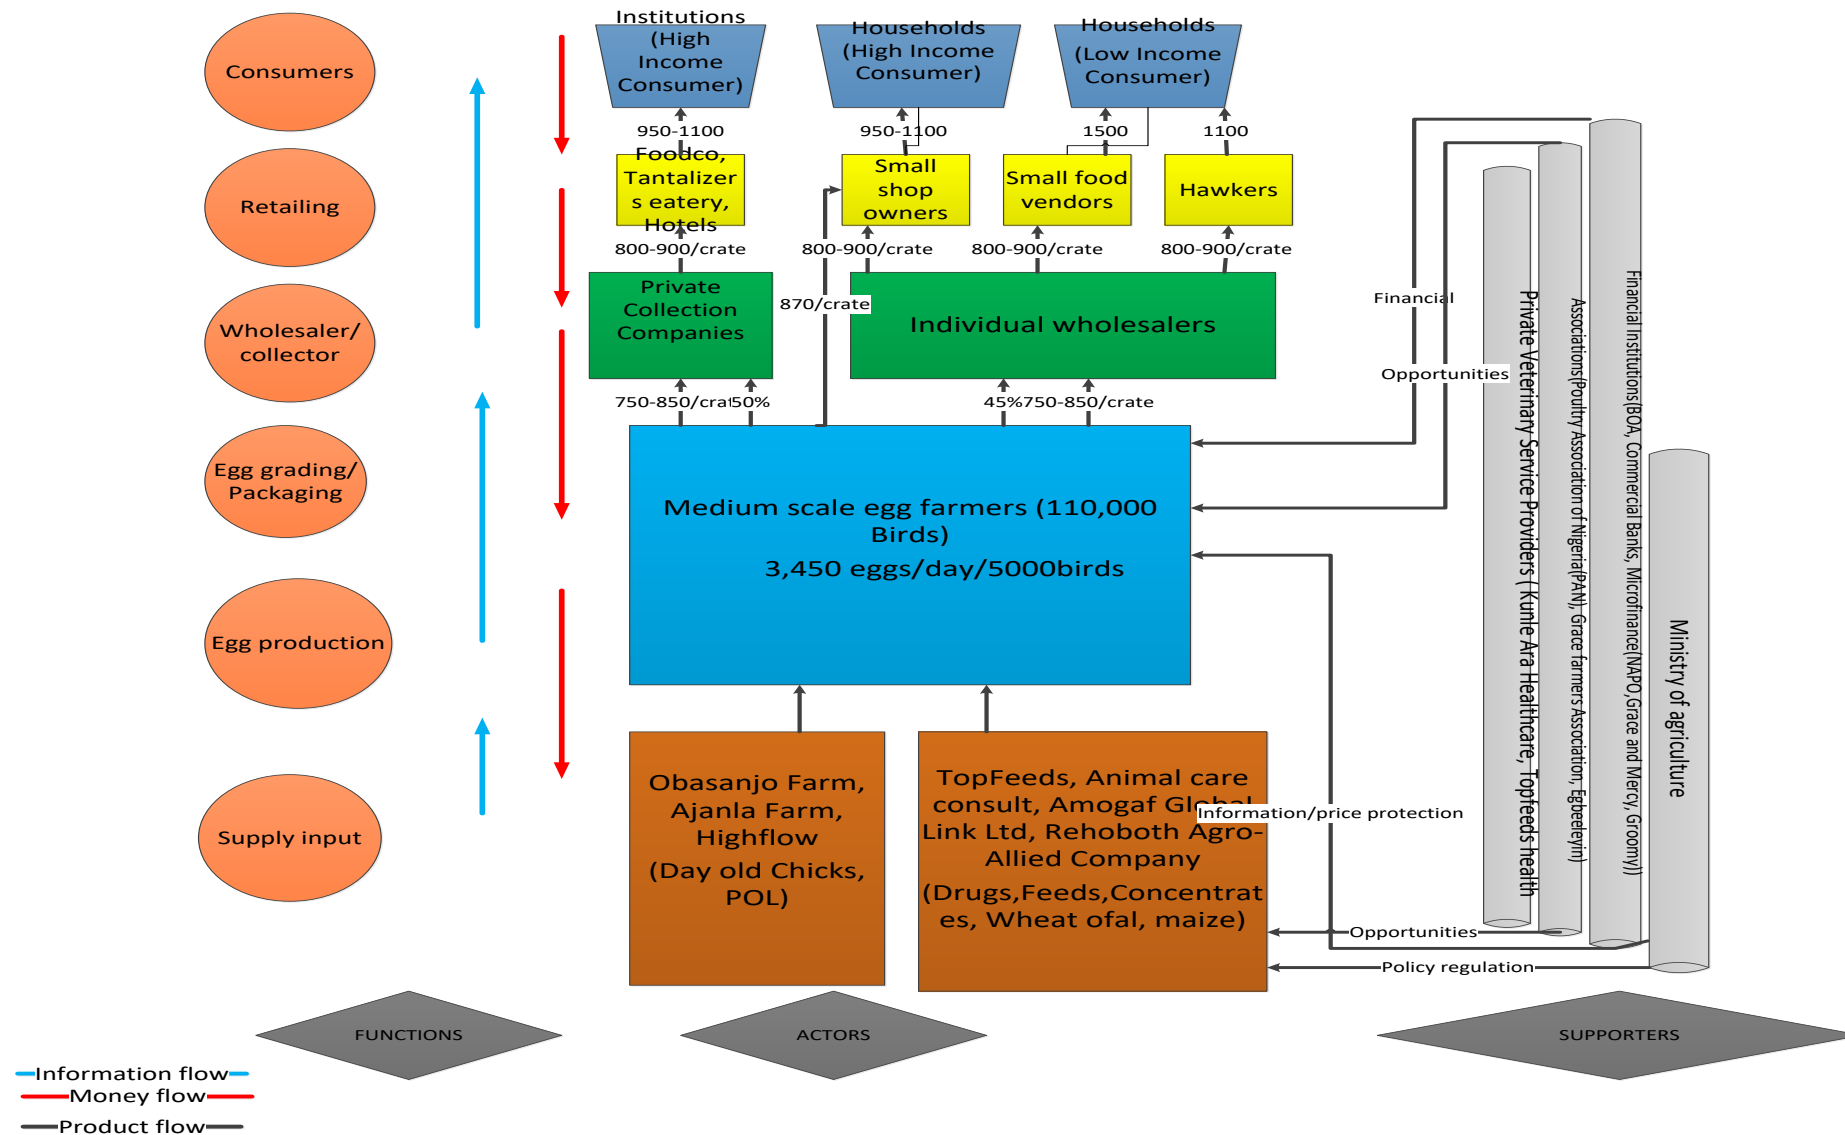 Consumers
Retailing
Wholesaler/
collector
Egg grading/
Packaging
Egg production
Supply input
Institutions
(High
Income
Consumer)
Households
(High Income
Consumer)
Households
(Low Income
Consumer)
950-1100
950-1100
1500
1100
Foodco,
Tantalizer
s eatery,
Hotels
Small
shop
owners
Small food
vendors
Hawkers
800-900/crate
800-900/crate
800-900/crate
800-900/crate
Private
Collection
Companies
870/crate
Individual wholesalers
750-850/crat
50%
45%
750-850/crate
Medium scale egg farmers (110,000
Birds)
3,450 eggs/day/5000birds
Obasanjo Farm,
Ajanla Farm,
Highflow
(Day old Chicks,
POL)
TopFeeds, Animal care
consult, Amogaf Global
Link Ltd, Rehoboth Agro-
Allied Company
(Drugs,Feeds,Concentrat
es, Wheat ofal, maize)
Financial
Opportunities
Information/price protection
Opportunities
Policy regulation
Private Veterinary Service Providers ( Kunle Ara Healthcare, Topfeeds health
Associations(Poultry Association of Nigeria(PAN), Grace farmers Association, Egbeeleyin)
Financial Institutions(BOA, Commercial Banks, Microfinance(NAPO,Grace and Mercy, Groomy))
Ministry of agriculture
FUNCTIONS
ACTORS
SUPPORTERS
Information flow
Money flow
Product flow